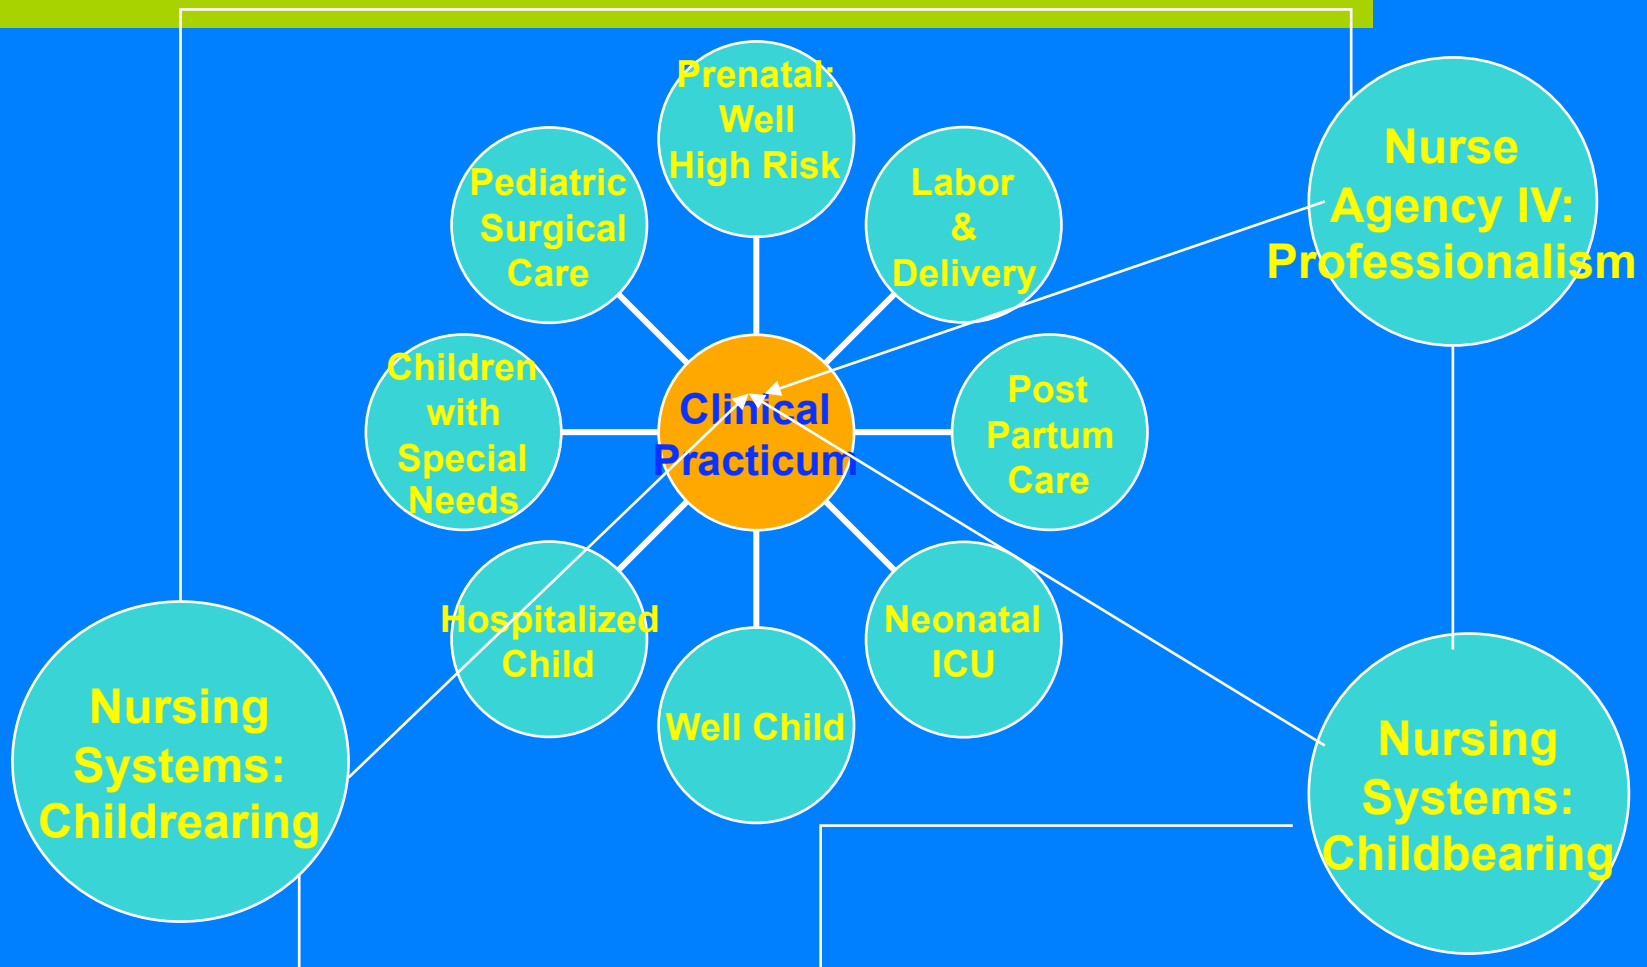 Prenatal:
Well
High Risk
Pediatric
Surgical
Care
Labor
&
Delivery
Nurse
Agency IV:
Professionalism
Children
with
Special
Needs
Clinical
Practicum
Post
Partum
Care
Hospitalized
Child
Neonatal
ICU
Well Child
Nursing
Systems:
Childrearing
Nursing
Systems:
Childbearing